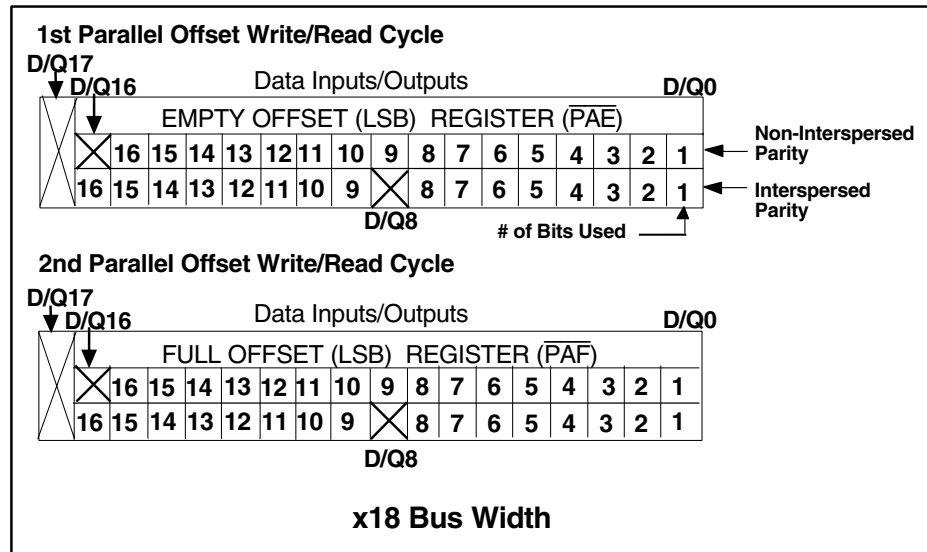 1st Parallel Offset Write/Read Cycle
D/Q17
D/Q16
Data Inputs/Outputs
D/Q0
EMPTY OFFSET (LSB) REGISTER (PAE)
16 15 14 13 12 11 10 9 8 7 6 5 4 3 2 1
Non-Interspersed
Parity
16 15 14 13 12 11 10 9 8 7 6 5 4 3 2 1
Interspersed
Parity
D/Q8
# of Bits Used
2nd Parallel Offset Write/Read Cycle
D/Q17
D/Q16
Data Inputs/Outputs
D/Q0
FULL OFFSET (LSB) REGISTER (PAF)
16 15 14 13 12 11 10 9 8 7 6 5 4 3 2 1
16 15 14 13 12 11 10 9 8 7 6 5 4 3 2 1
D/Q8
x18 Bus Width